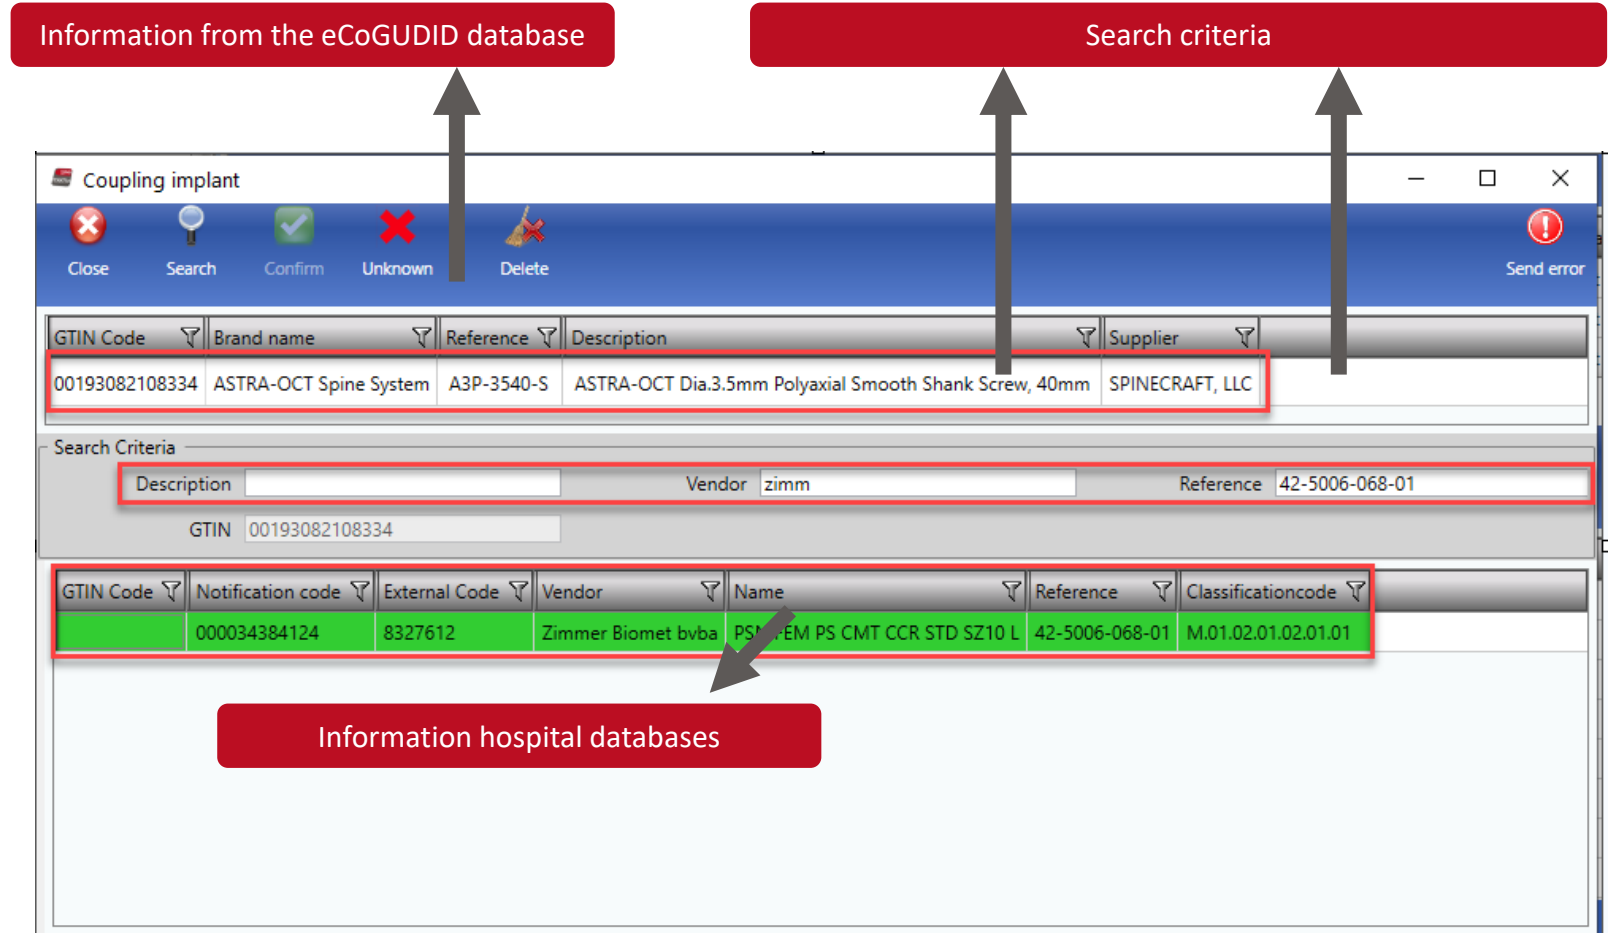 Information from the eCoGUDID database
Search criteria
Coupling implant
Close Search Confirm Unknown Delete Send error
GTIN Code Brand name Reference Description Supplier
00193082108334 ASTRA-OCT Spine System A3P-3540-S ASTRA-OCT Dia.3.5mm Polyaxial Smooth Shank Screw, 40mm SPINECRAFT, LLC
Search Criteria
Description Vendor zimm Reference 42-5006-068-01
GTIN 00193082108334
GTIN Code Notification code External Code Vendor Name Reference Classificationcode
000034384124 8327612 Zimmer Biomet bvba FEM PS CMT CCR STD SZ10 L 42-5006-068-01 M.01.02.01.02.01.01
Information hospital databases